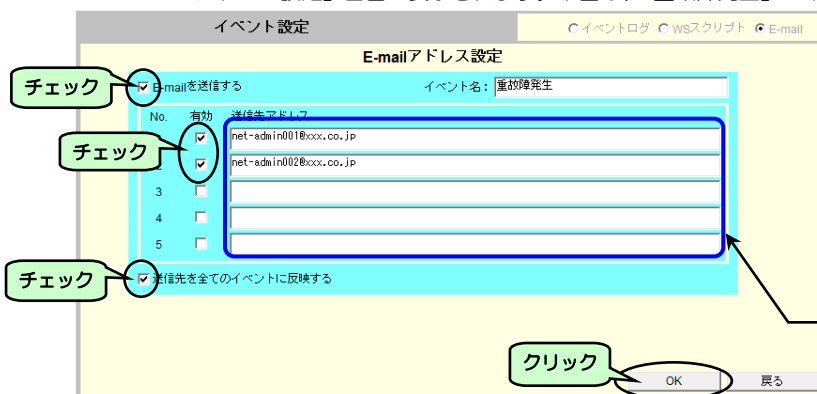 イベント設定 イベントログ WSスクリプト E-mail
E-mailアドレス設定
チェック
E-mailを送信する イベント名: 重故障発生
No. 有効 送信先アドレス
net-admin001@xxx.co.jp
チェック
2 net-admin002@xxx.co.jp
3
4
5
チェック
送信先を全てのイベントに反映する
クリック
OK 戻る